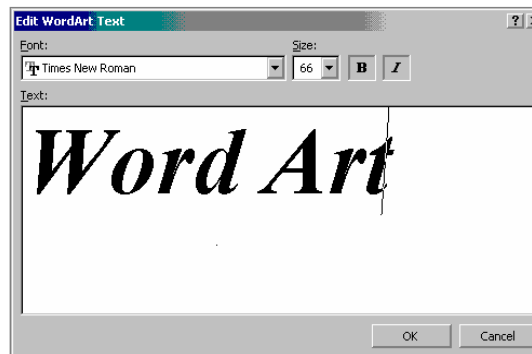 Edit WordArt Text
?
Font:
Size:
Times New Roman
66
B
I
Text:
Word Art
OK
Cancel